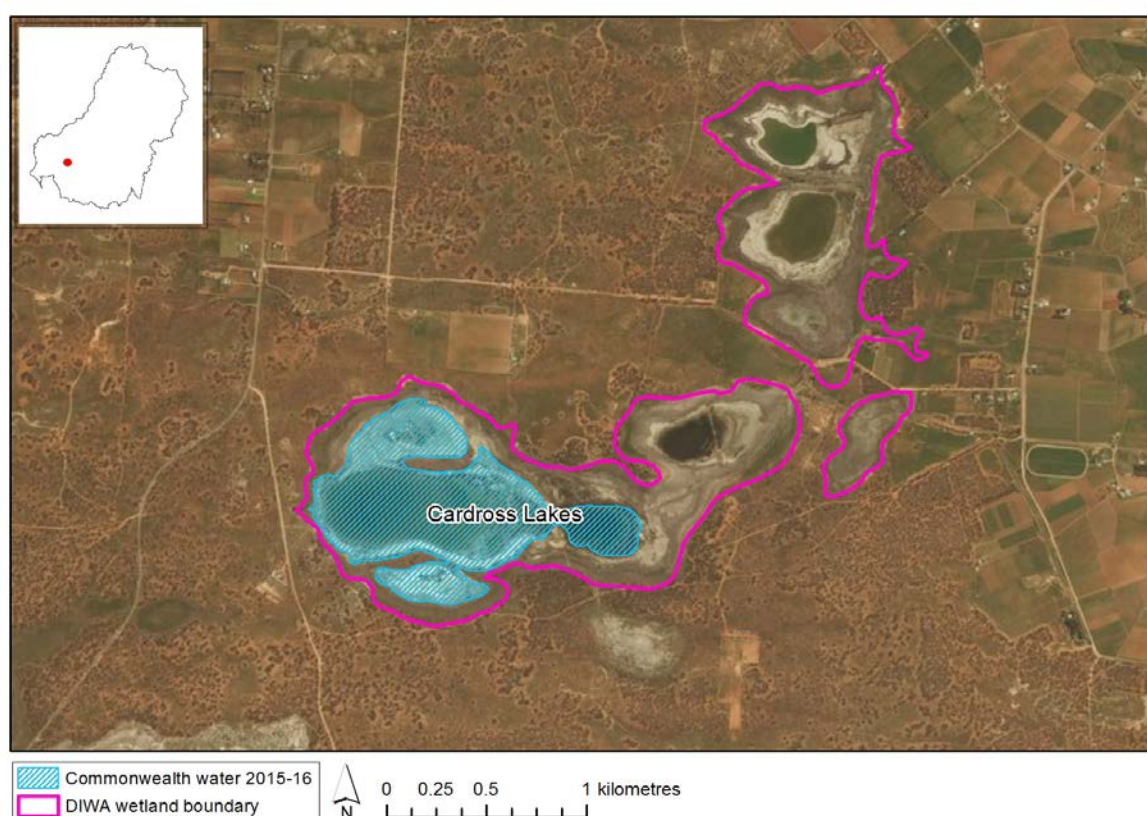 Cardross Lakes
Commonwealth water 2015-16
DIWA wetland boundary
N
0 0.25 0.5 1 kilometres